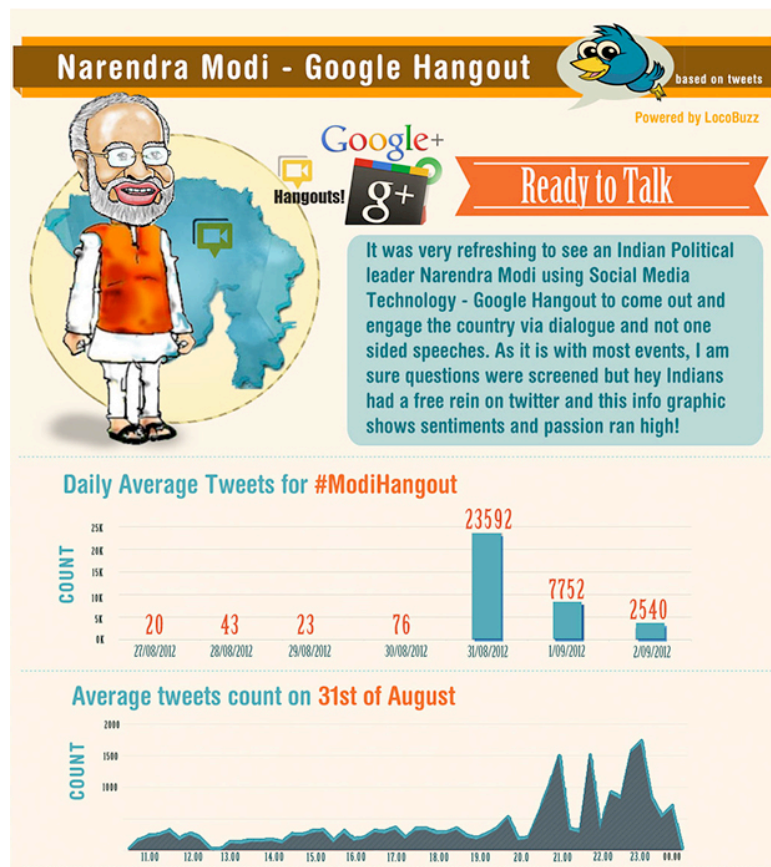 Narendra Modi - Google Hangout
based on tweets
Powered by LocoBuzz
Google+
Hangouts!
g+
Ready to Talk
It was very refreshing to see an Indian Political
leader Narendra Modi using Social Media
Technology - Google Hangout to come out and
engage the country via dialogue and not one
sided speeches. As it is with most events, I am
sure questions were screened but hey Indians
had a free rein on twitter and this info graphic
shows sentiments and passion ran high!
Daily Average Tweets for #ModiHangout
COUNT
25K
20K
15K
10K
5K
0K
20 43 23 76 23592 7752 2540
27/08/2012 28/08/2012 29/08/2012 30/08/2012 31/08/2012 1/09/2012 2/09/2012
Average tweets count on 31st of August
COUNT
2000
1500
1000
11.00 12.00 13.00 14.00 15.00 16.00 17.00 18.00 19.00 20.0 21.00 22.00 23.00 00.00